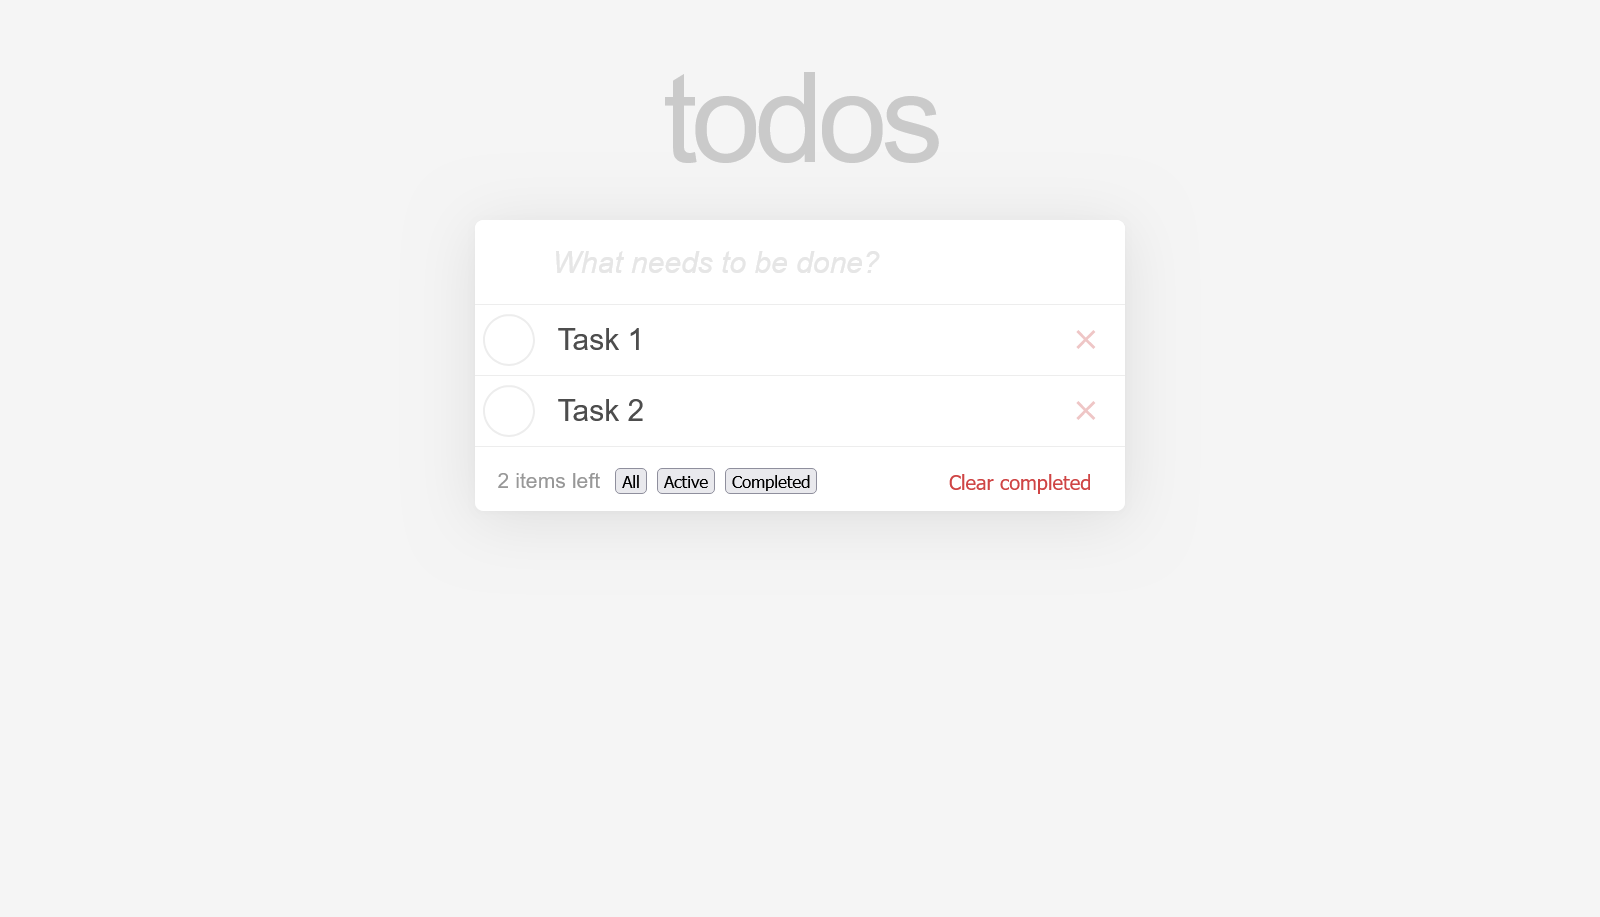 todos
What needs to be done?
Task 1
Task 2
2 items left All Active Completed Clear completed